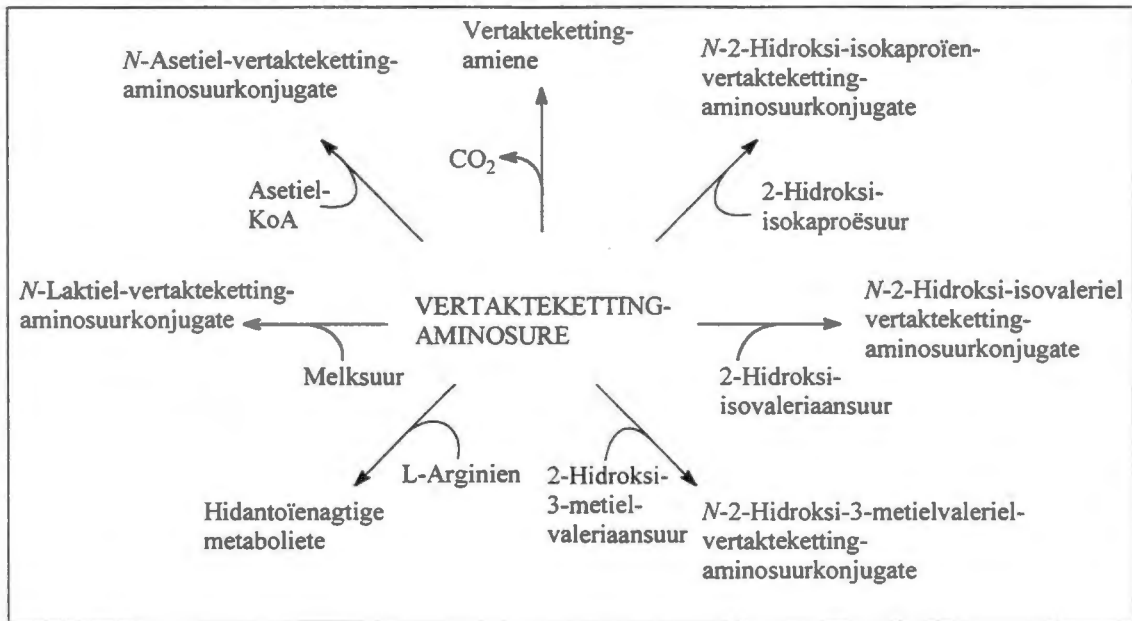 Vertakteketting-
amiene
N-Asetiel-vertakteketting-
aminosuurkonjugate
N-2-Hidroksi-isokaproïen-
vertakteketting-
aminosuurkonjugate
CO2
Asetiel-
KoA
2-Hidroksi-
isokaproësuur
N-Laktiel-vertakteketting-
aminosuurkonjugate
VERTAKTEKETTING-
AMINOSURE
N-2-Hidroksi-isovaleriel
vertakteketting-
aminosuurkonjugate
Melksuur
2-Hidroksi-
isovaleriaansuur
L-Arginien
2-Hidroksi-
3-metiel-
valeriaansuur
Hidantoïenagtige
metaboliete
N-2-Hidroksi-3-metielvaleriel-
vertakteketting-
aminosuurkonjugate